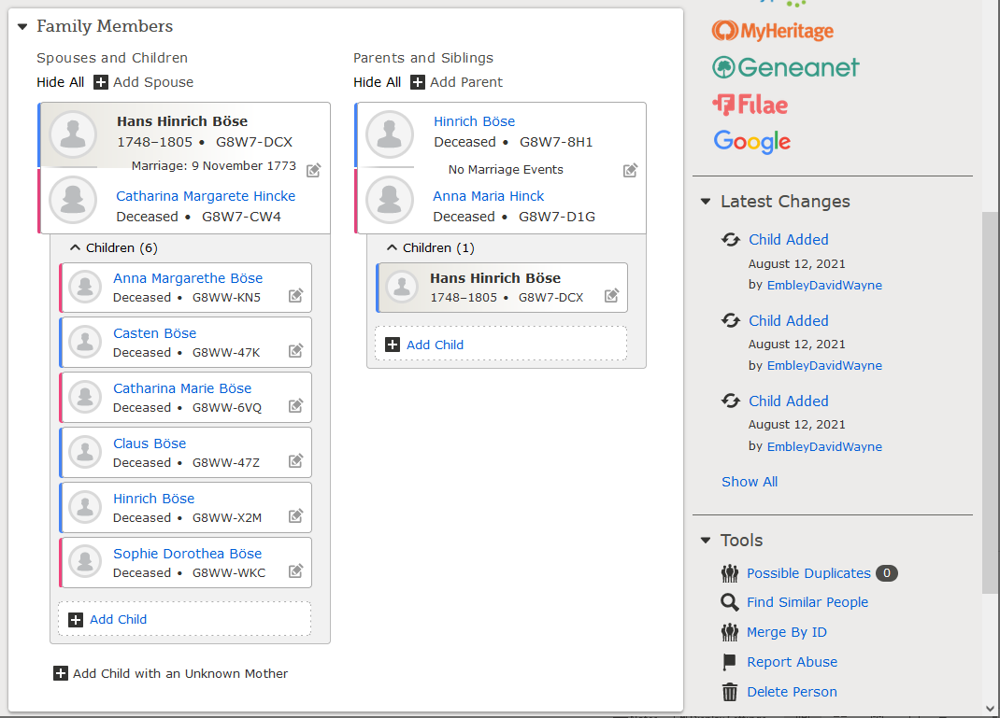 Family Members
Spouses and Children
Hide All Add Spouse
Hans Hinrich Böse
1748–1805 • G8W7-DCX
Marriage: 9 November 1773
Catharina Margarete Hincke
Deceased • G8W7-CW4
Children (6)
Anna Margarethe Böse
Deceased • G8WW-KN5
Casten Böse
Deceased • G8WW-47K
Catharina Marie Böse
Deceased • G8WW-6VQ
Claus Böse
Deceased • G8WW-47Z
Hinrich Böse
Deceased • G8WW-X2M
Sophie Dorothea Böse
Deceased • G8WW-WKC
Add Child
Add Child with an Unknown Mother
Parents and Siblings
Hide All Add Parent
Hinrich Böse
Deceased • G8W7-8H1
No Marriage Events
Anna Maria Hinck
Deceased • G8W7-D1G
Children (1)
Hans Hinrich Böse
1748–1805 • G8W7-DCX
Add Child
MyHeritage
Geneanet
Filae
Google
Latest Changes
Child Added
August 12, 2021
by EmbleyDavidWayne
Child Added
August 12, 2021
by EmbleyDavidWayne
Child Added
August 12, 2021
by EmbleyDavidWayne
Show All
Tools
Possible Duplicates 0
Find Similar People
Merge By ID
Report Abuse
Delete Person